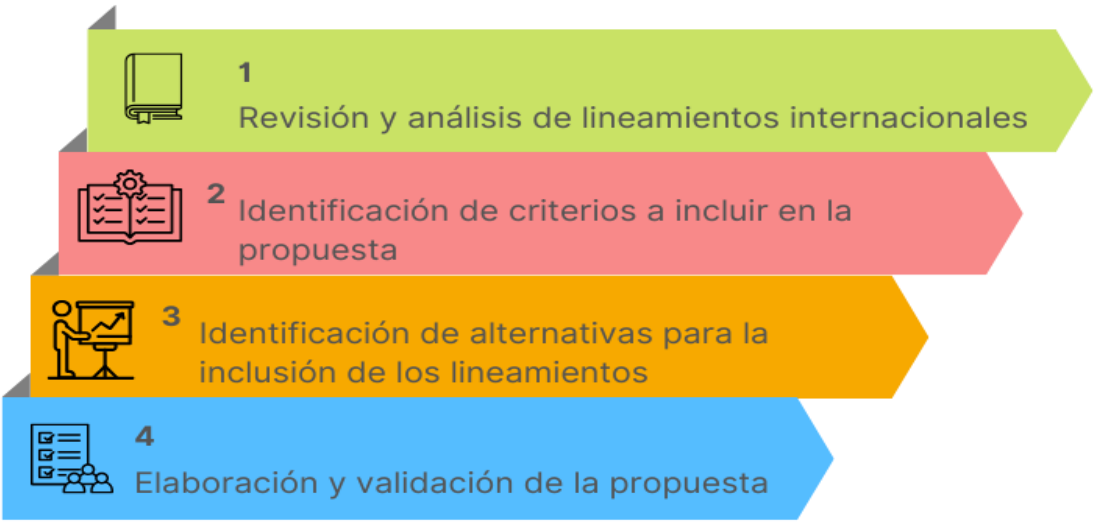 1
Revisión y análisis de lineamientos internacionales
2
Identificación de criterios a incluir en la
propuesta
3
Identificación de alternativas para la
inclusión de los lineamientos
4
Elaboración y validación de la propuesta